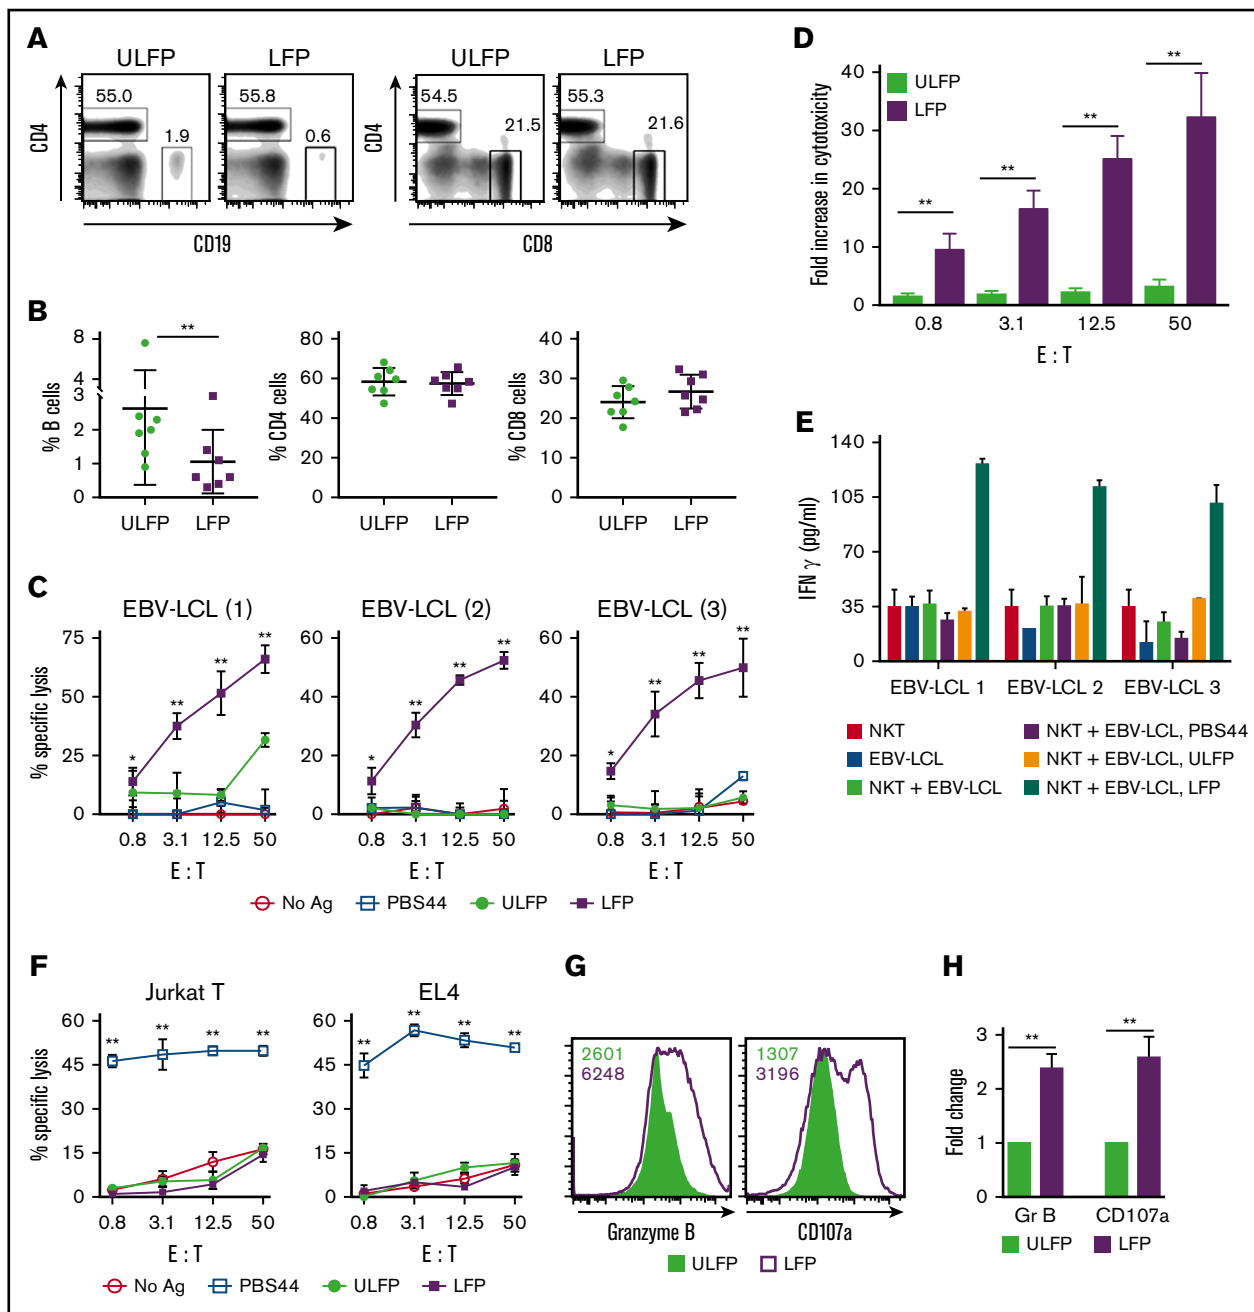 A
ULFP LFP ULFP LFP
CD4
55.0
1.9
55.8
0.6
CD19
CD4
54.5
21.5
55.3
21.6
CD8
B
**
% B cells
8
4
3
2
1
0
ULFP LFP
% CD4 cells
80
60
40
20
0
ULFP LFP
% CD8 cells
40
30
20
10
0
ULFP LFP
C
EBV-LCL (1)
% specific lysis
75
50
25
0
* ** ** **
0.8 3.1 12.5 50
E : T
EBV-LCL (2)
60
40
20
0
* ** ** **
0.8 3.1 12.5 50
E : T
EBV-LCL (3)
60
40
20
0
* ** ** **
0.8 3.1 12.5 50
E : T
No Ag PBS44 ULFP LFP
D
Fold increase in cytotoxicity
40
30
20
10
0
ULFP
LFP
** ** ** **
0.8 3.1 12.5 50
E : T
E
IFN γ (pg/ml)
140
105
70
35
0
EBV-LCL 1 EBV-LCL 2 EBV-LCL 3
NKT
EBV-LCL
NKT + EBV-LCL
NKT + EBV-LCL, PBS44
NKT + EBV-LCL, ULFP
NKT + EBV-LCL, LFP
F
Jurkat T
% specific lysis
60
45
30
15
0
** ** ** **
0.8 3.1 12.5 50
E : T
EL4
60
45
30
15
0
** ** ** **
0.8 3.1 12.5 50
E : T
No Ag PBS44 ULFP LFP
G
2601
6248
Granzyme B
1307
3196
CD107a
ULFP LFP
H
Fold change
3
2
1
0
** **
Gr B CD107a
ULFP LFP